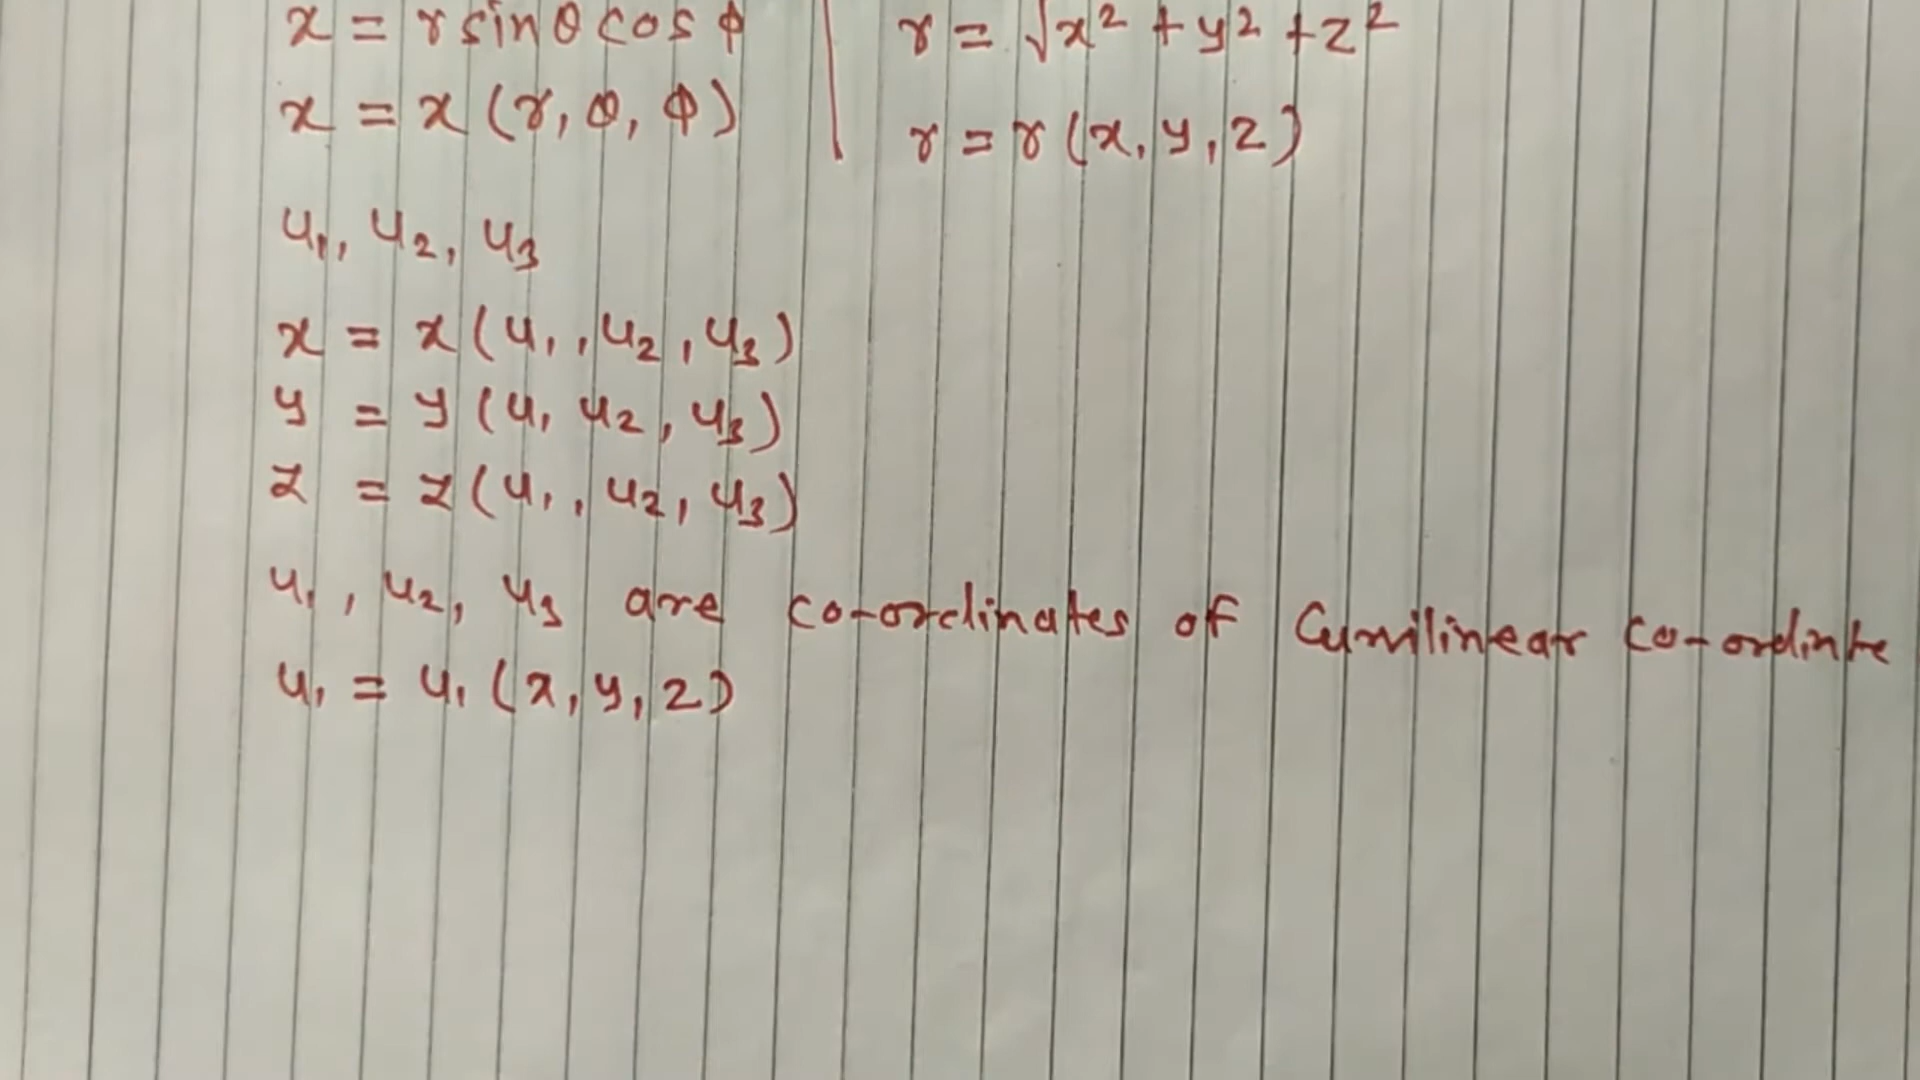 x = r sin θ cos φ | r = √x² + y² + z²
x = x (r, θ, φ) | r = r (x, y, z)
u₁, u₂, u₃
x = x (u₁, u₂, u₃)
y = y (u₁ u₂, u₃)
z = z (u₁, u₂, u₃)
u₁, u₂, u₃ are co-ordinates of Curvilinear co-ordinte
u₁ = u₁ (x, y, z)